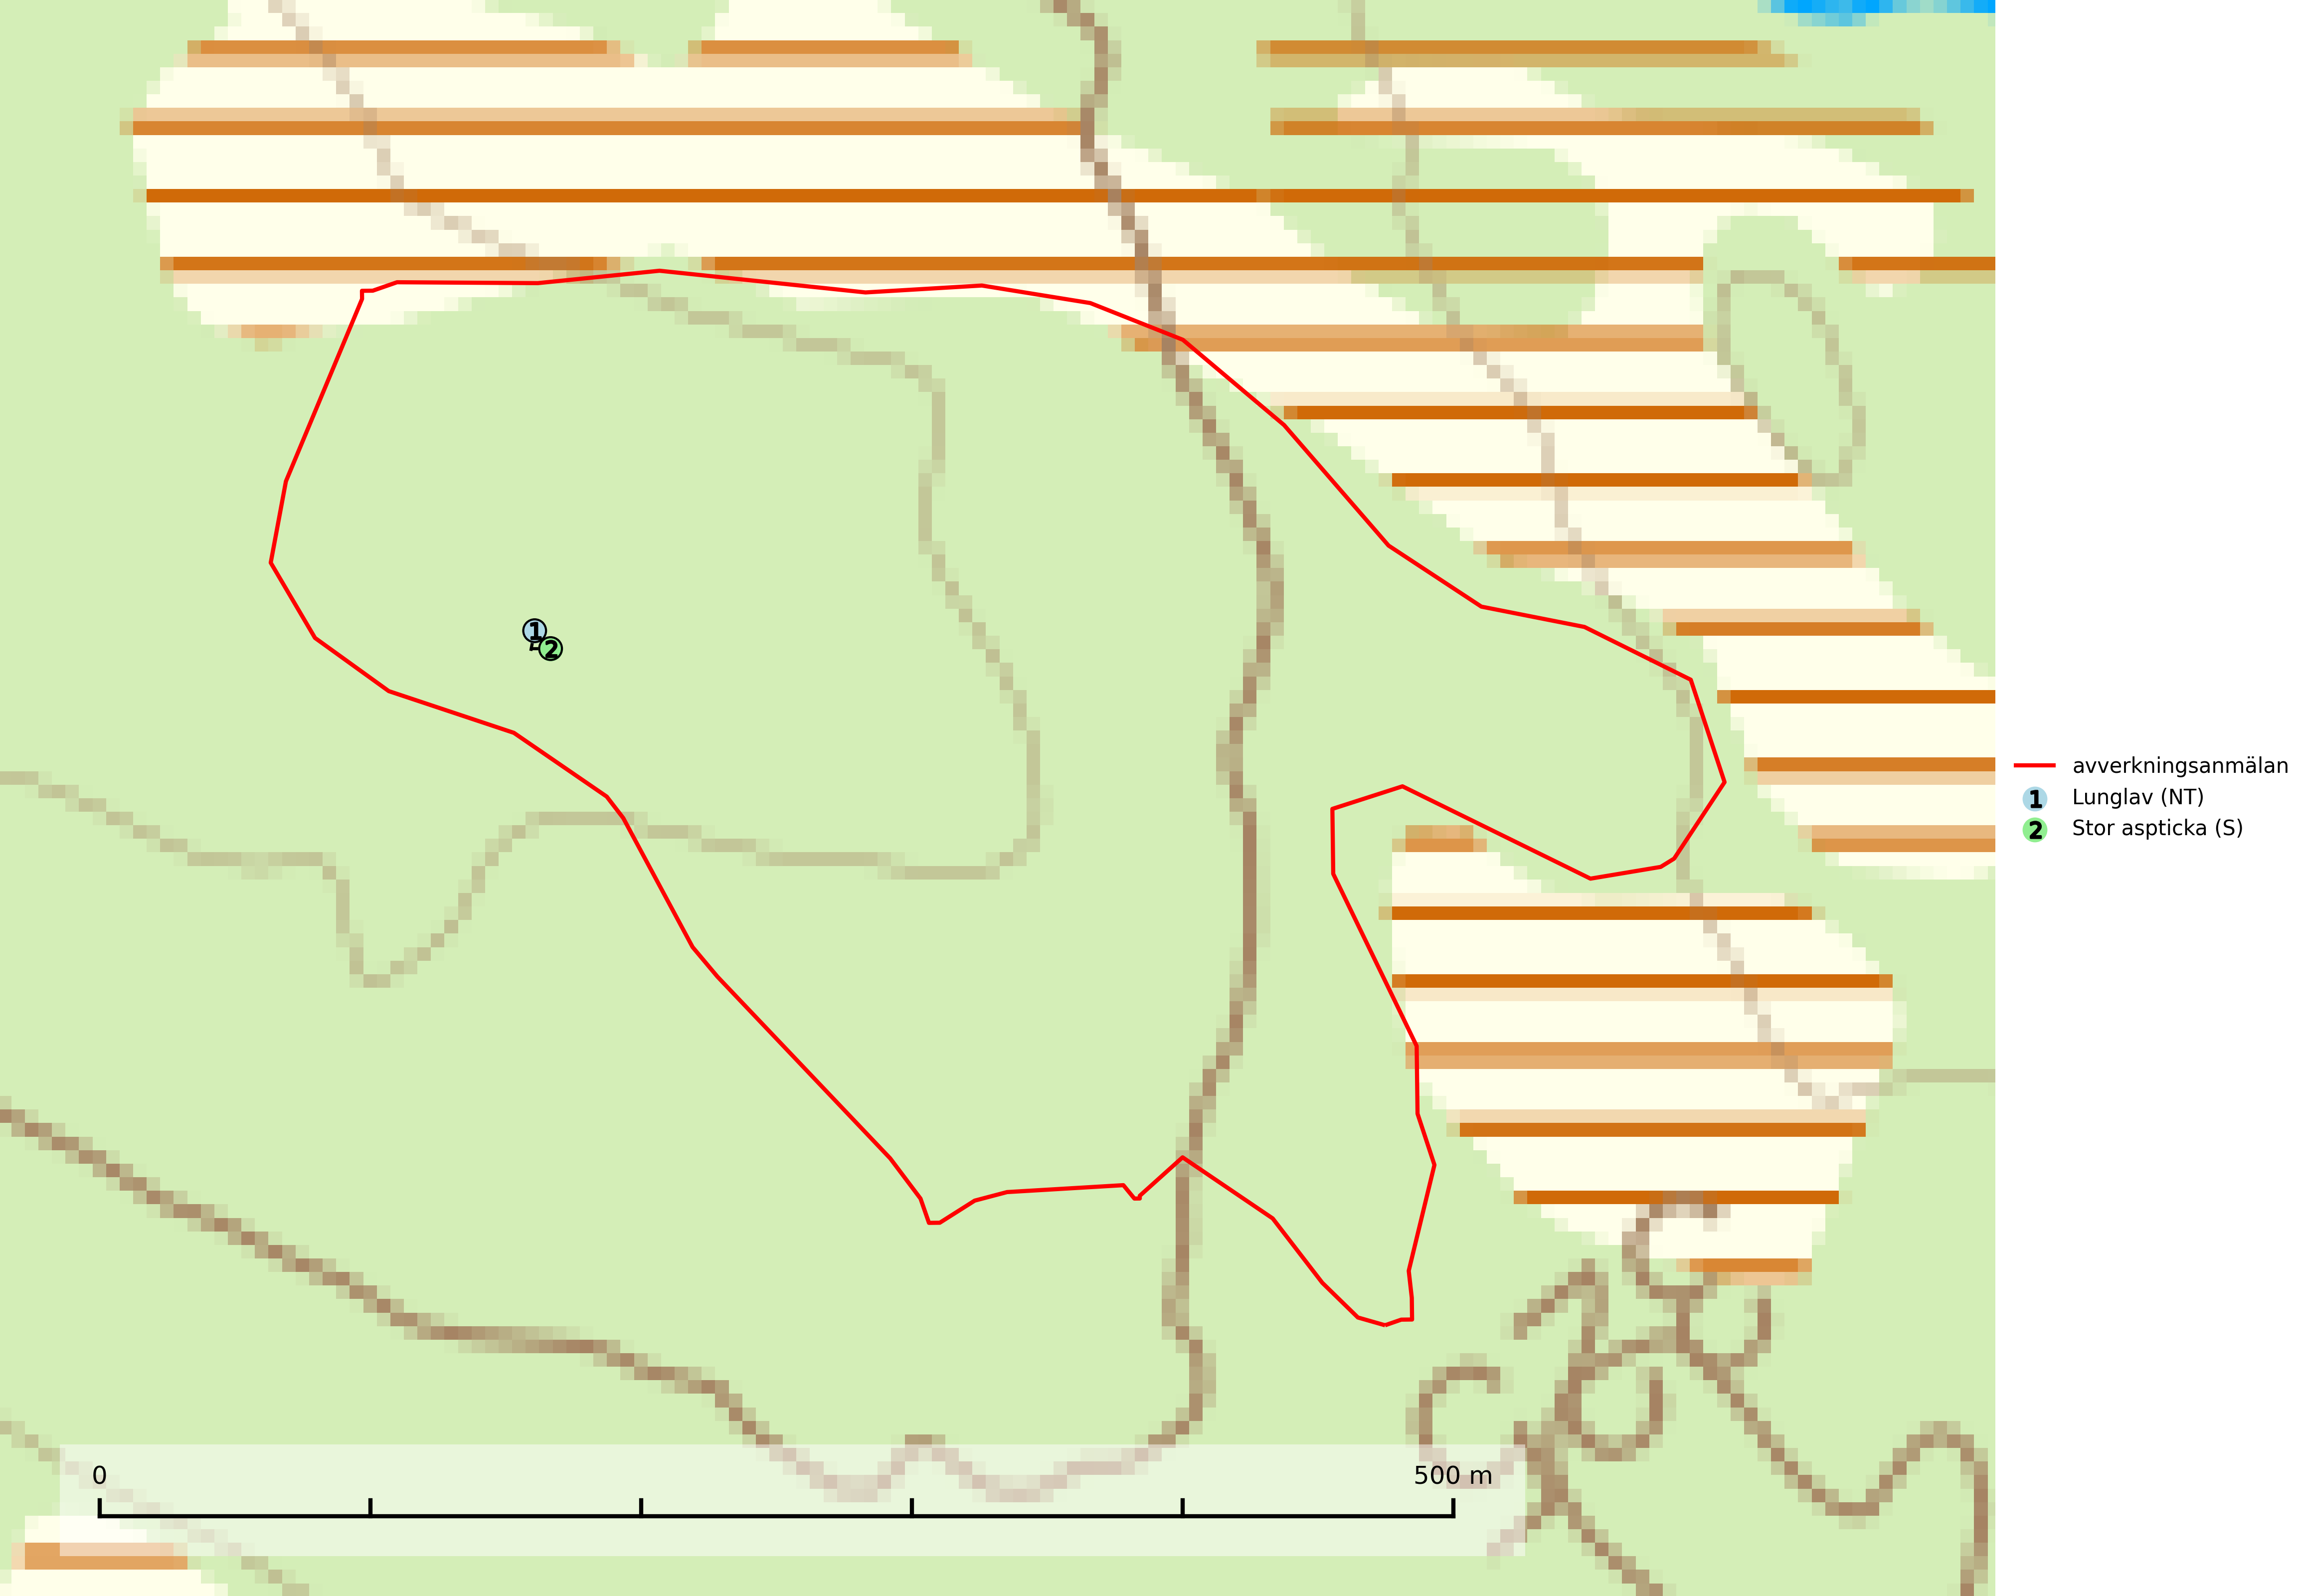 1
2
avverkningsanmälan
1 Lunglav (NT)
2 Stor aspticka (S)
0 500 m